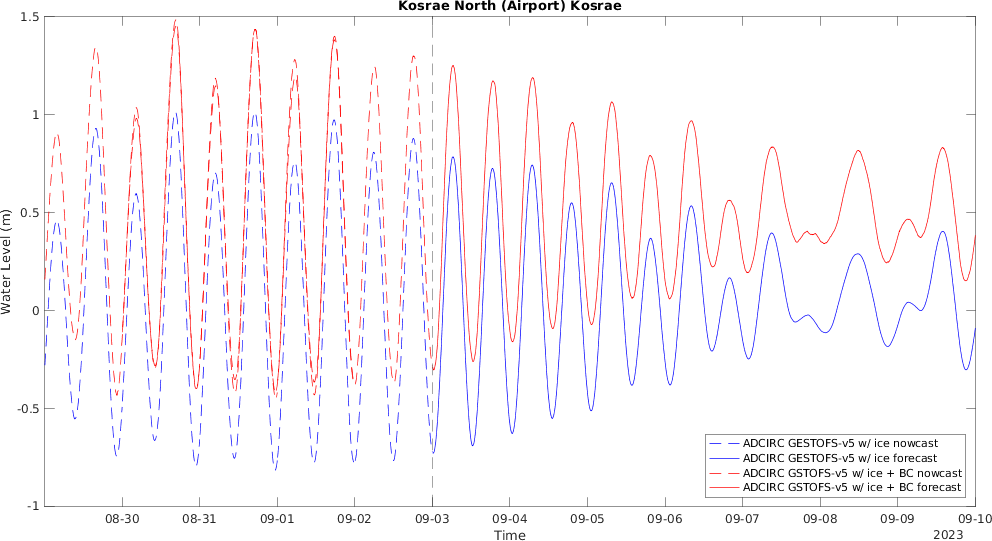 Kosrae North (Airport) Kosrae
1.5
1
0.5
0
-0.5
-1
Water Level (m)
ADCIRC GESTOFS-v5 w/ ice nowcast
ADCIRC GESTOFS-v5 w/ ice forecast
ADCIRC GSTOFS-v5 w/ ice + BC nowcast
ADCIRC GSTOFS-v5 w/ ice + BC forecast
08-30 08-31 09-01 09-02 09-03 09-04 09-05 09-06 09-07 09-08 09-09 09-10
Time
2023